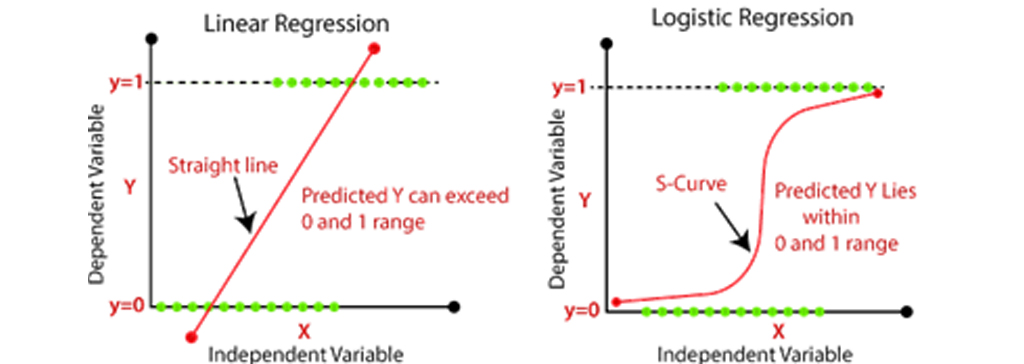 Linear Regression
y=1
Dependent Variable
Y
Straight line
Predicted Y can exceed
0 and 1 range
y=0
X
Independent Variable
Logistic Regression
y=1
Dependent Variable
Y
S-Curve
Predicted Y Lies
within
0 and 1 range
y=0
X
Independent Variable